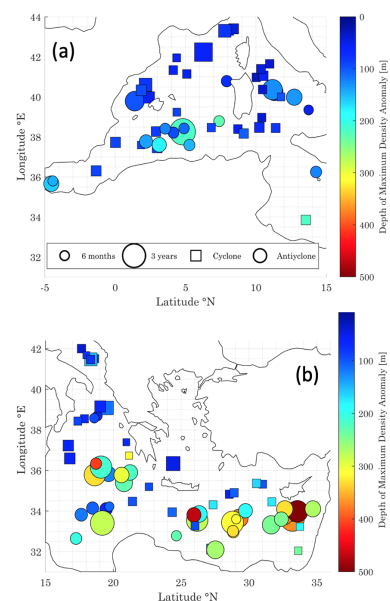 (a)
44
42
40
38
36
34
32
Longitude °E
-5
0
5
10
15
Latitude °N
6 months
3 years
Cyclone
Antiyclone
0
100
200
300
400
500
Depth of Maximum Density Anomaly [m]
(b)
42
40
38
36
34
32
Longitude °E
15
20
25
30
35
Latitude °N
100
200
300
400
500
Depth of Maximum Density Anomaly [m]